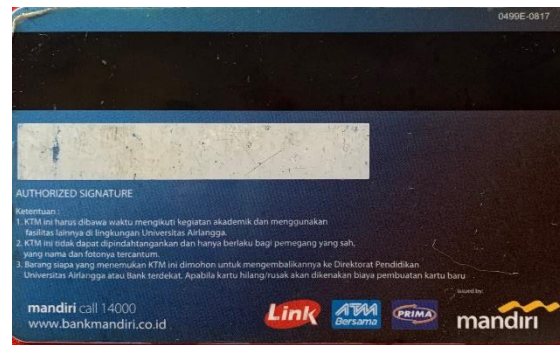 0499E-0817
AUTHORIZED SIGNATURE
Ketentuan :
1. KTM ini harus dibawa waktu mengikuti kegiatan akademik dan menggunakan
fasilitas lainnya di lingkungan Universitas Airlangga.
2. KTM ini tidak dapat dipindahtangankan dan hanya berlaku bagi pemegang yang sah,
yang nama dan fotonya tercantum.
3. Barang siapa yang menemukan KTM ini dimohon untuk mengembalikannya ke Direktorat Pendidikan
Universitas Airlangga atau Bank terdekat. Apabila kartu hilang/rusak akan dikenakan biaya pembuatan kartu baru
issued by:
mandiri call 14000
www.bankmandiri.co.id
Link
ATM
Bersama
PRIMA
mandiri